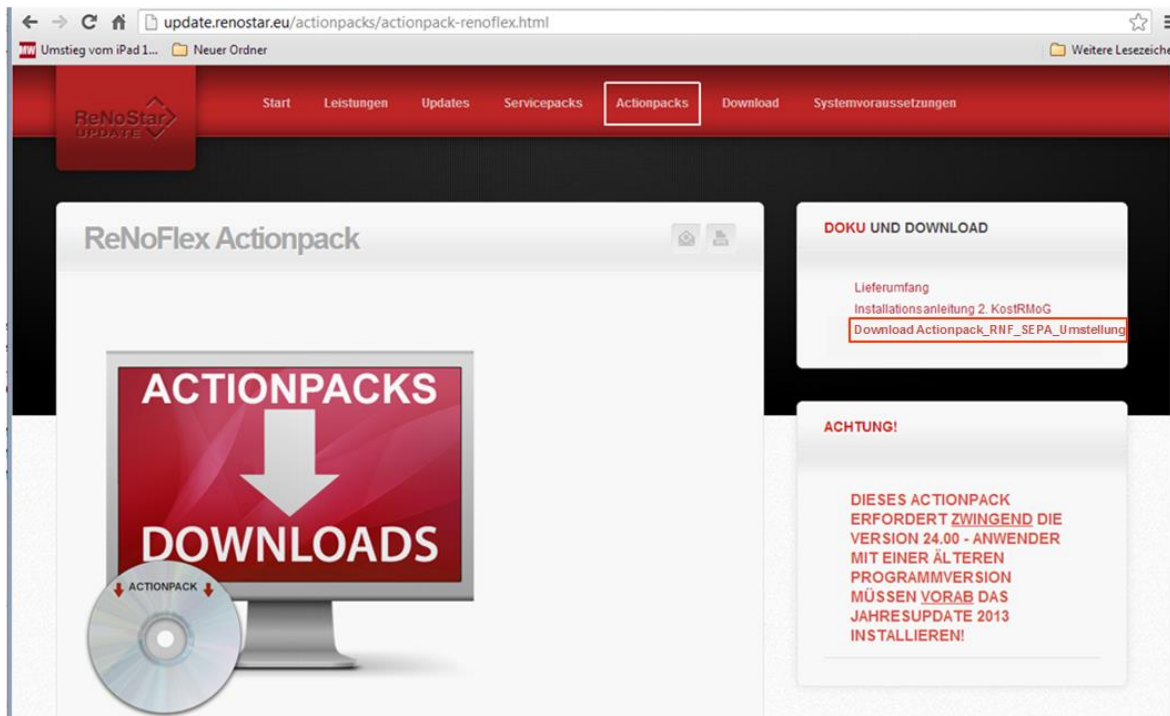 update.renostar.eu/actionpacks/actionpack-renoflex.html
MW Umstieg vom iPad 1... Neuer Ordner Weitere Lesezeiche
ReNoStar
UPDATE
Start Leistungen Updates Servicepacks Actionpacks Download Systemvoraussetzungen
ReNoFlex Actionpack
ACTIONPACKS
DOWNLOADS
ACTIONPACK
DOKU UND DOWNLOAD
Lieferumfang
Installationsanleitung 2. KostRMoG
Download Actionpack_RNF_SEPA_Umstellung
ACHTUNG!
DIESES ACTIONPACK
ERFORDERT ZWINGEND DIE
VERSION 24.00 - ANWENDER
MIT EINER ÄLTEREN
PROGRAMMVERSION
MÜSSEN VORAB DAS
JAHRESUPDATE 2013
INSTALLIEREN!